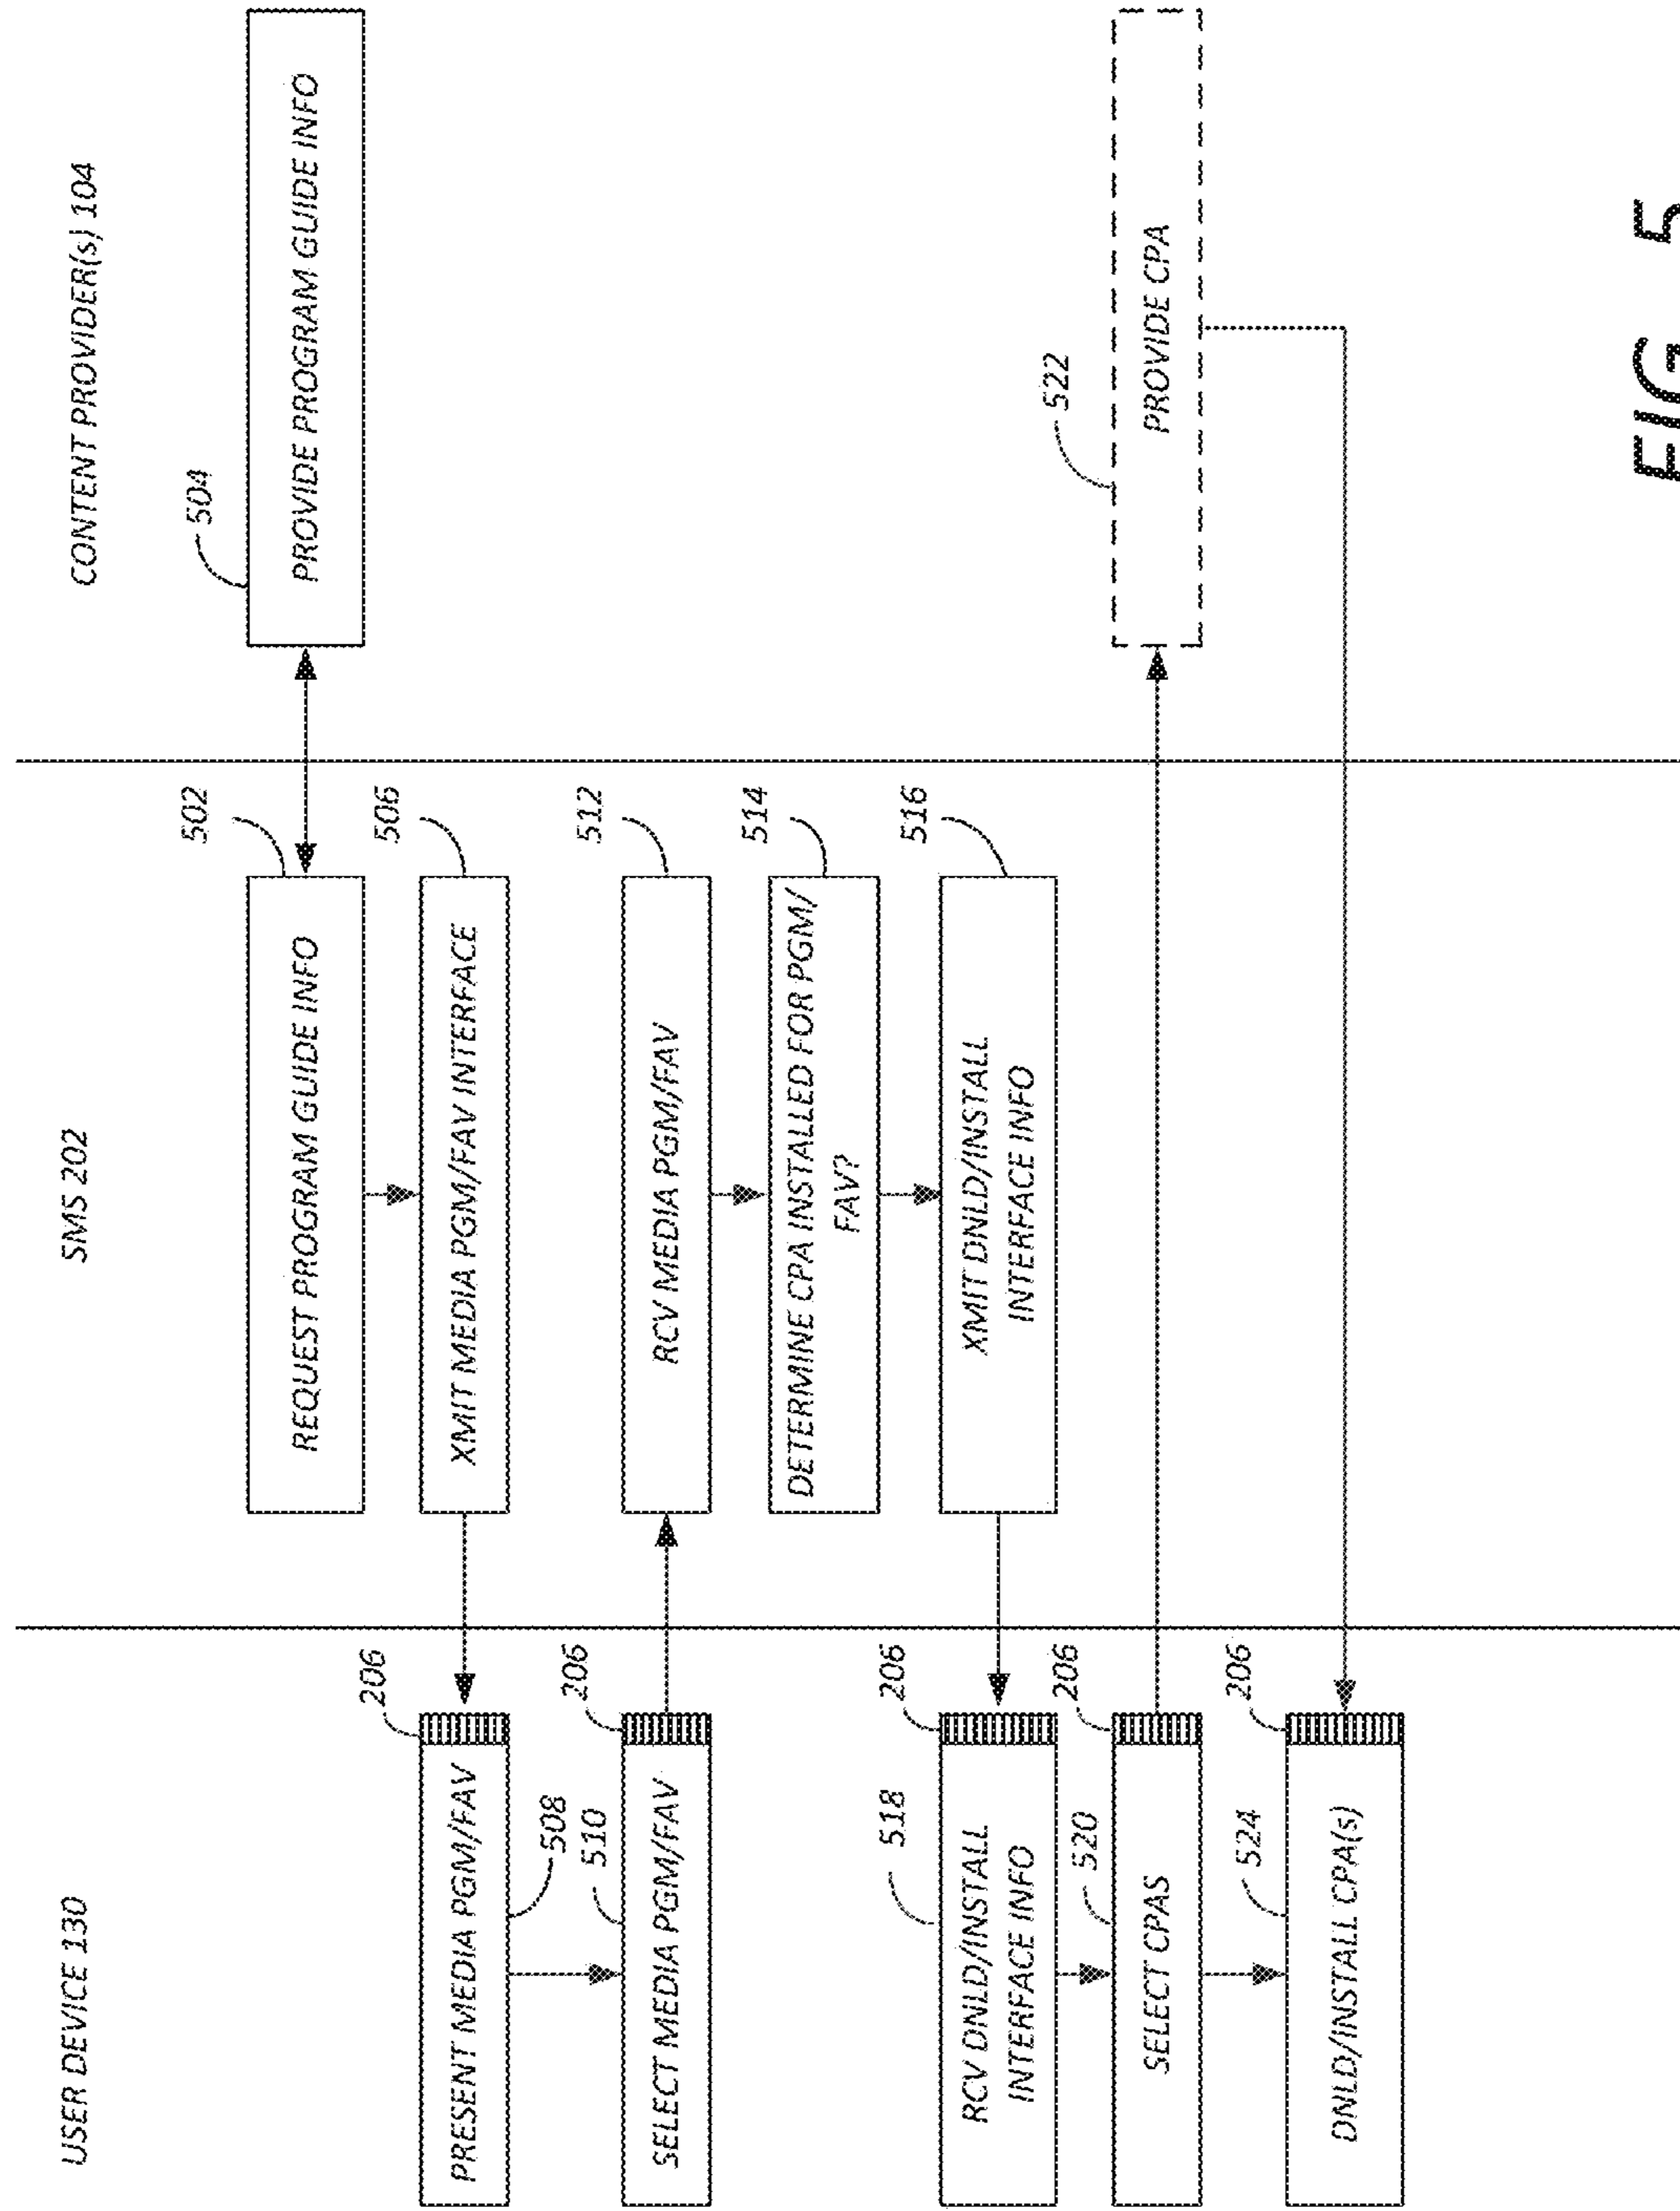 USER DEVICE 130
SMS 202
CONTENT PROVIDER(s) 104
502
REQUEST PROGRAM GUIDE INFO
504
PROVIDE PROGRAM GUIDE INFO
206
PRESENT MEDIA PGM/FAV
508
506
XMIT MEDIA PGM/FAV INTERFACE
510
206
SELECT MEDIA PGM/FAV
512
RCV MEDIA PGM/FAV
514
DETERMINE CPA INSTALLED FOR PGM/
FAV?
518
206
RCV DNLD/INSTALL
INTERFACE INFO
516
XMIT DNLD/INSTALL
INTERFACE INFO
520
206
SELECT CPAS
522
PROVIDE CPA
524
206
DNLD/INSTALL CPA(s)
FIG. 5